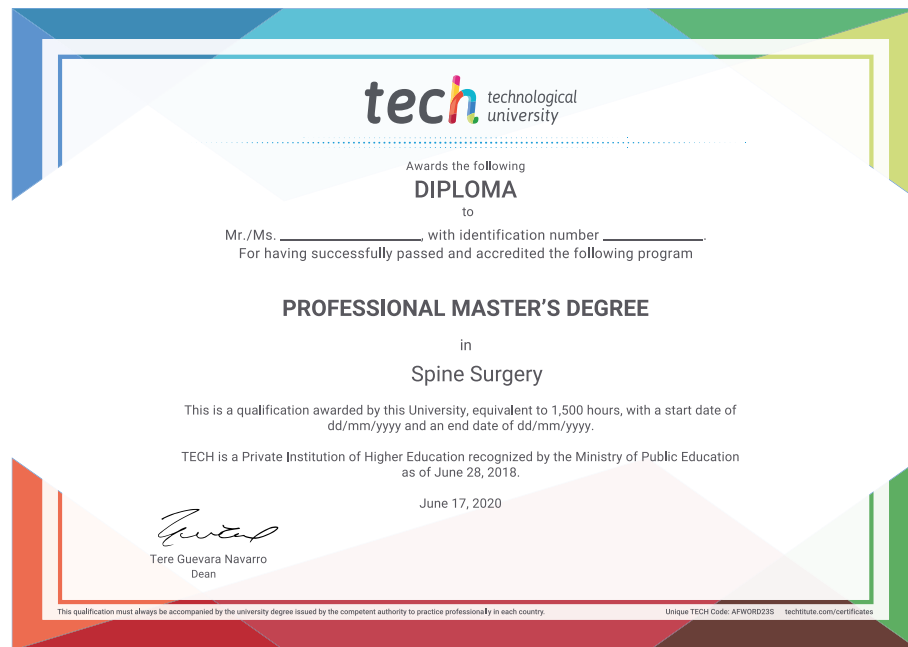 tech technological
university
Awards the following
DIPLOMA
to
Mr./Ms. ____________________, with identification number ______________.
For having successfully passed and accredited the following program
PROFESSIONAL MASTER'S DEGREE
in
Spine Surgery
This is a qualification awarded by this University, equivalent to 1,500 hours, with a start date of
dd/mm/yyyy and an end date of dd/mm/yyyy.
TECH is a Private Institution of Higher Education recognized by the Ministry of Public Education
as of June 28, 2018.
June 17, 2020
Tere Guevara Navarro
Dean
This qualification must always be accompanied by the university degree issued by the competent authority to practice professionally in each country. Unique TECH Code: AFWORD23S techtitute.com/certificates